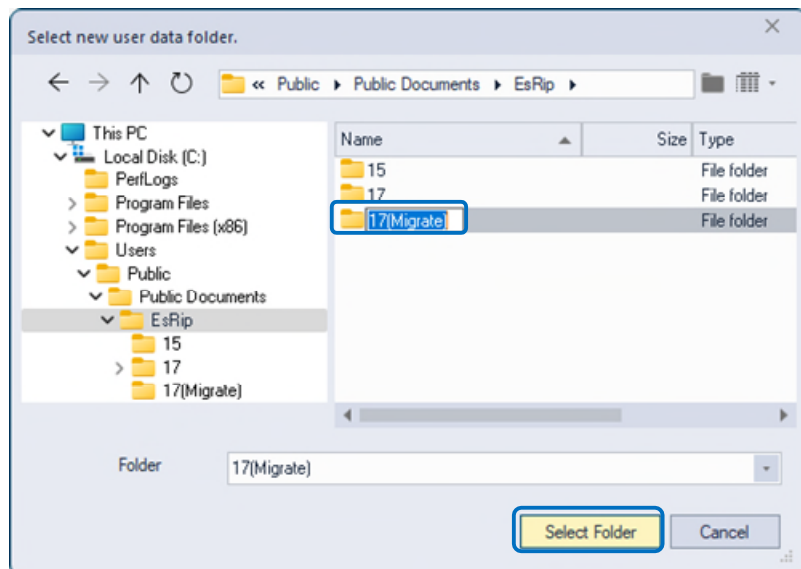 Select new user data folder.
« Public Public Documents EsRip
This PC
Local Disk (C:)
PerfLogs
Program Files
Program Files (x86)
Users
Public
Public Documents
EsRip
15
17
17(Migrate)
Name Size Type
15 File folder
17 File folder
17(Migrate) File folder
Folder 17(Migrate)
Select Folder Cancel